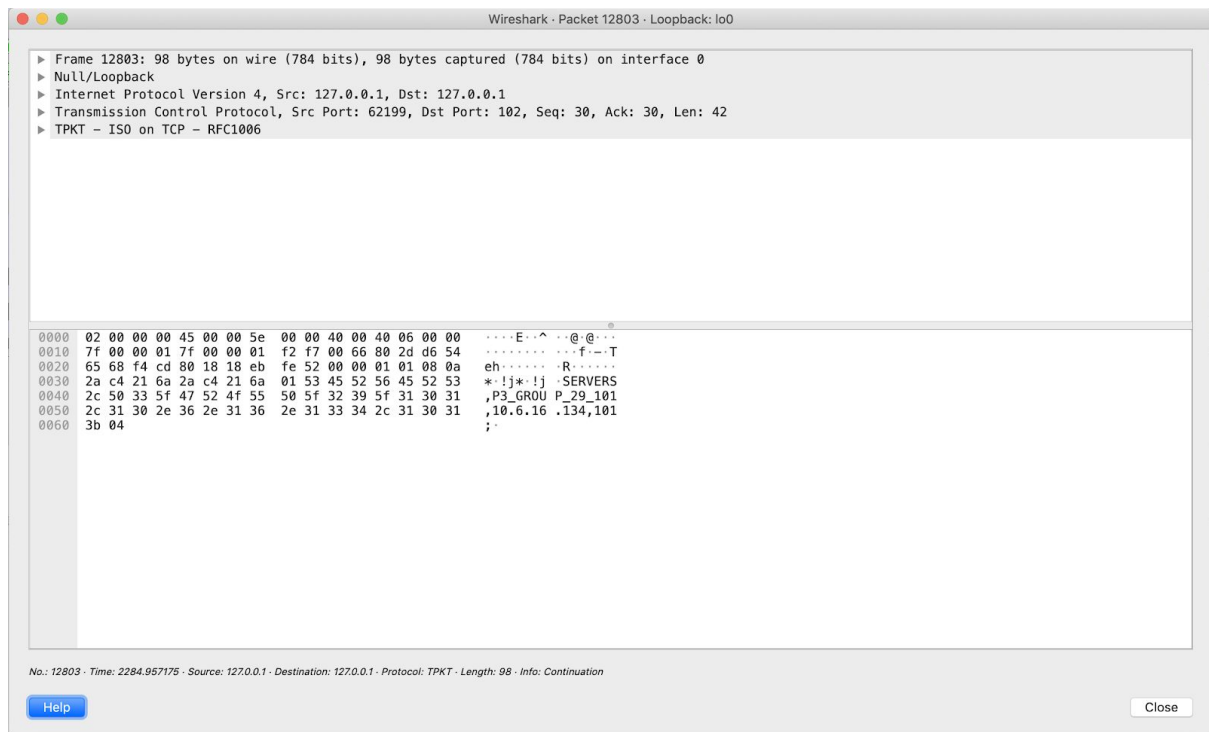 Wireshark · Packet 12803 · Loopback: lo0
Frame 12803: 98 bytes on wire (784 bits), 98 bytes captured (784 bits) on interface 0
Null/Loopback
Internet Protocol Version 4, Src: 127.0.0.1, Dst: 127.0.0.1
Transmission Control Protocol, Src Port: 62199, Dst Port: 102, Seq: 30, Ack: 30, Len: 42
TPKT – ISO on TCP – RFC1006
0000 02 00 00 00 45 00 00 5e 00 00 40 00 40 06 00 00 ····E··^ ··@·@···
0010 7f 00 00 01 7f 00 00 01 f2 f7 00 66 80 2d d6 54 ········ ···f·–·T
0020 65 68 f4 cd 80 18 18 eb fe 52 00 00 01 01 08 0a eh······ ·R······
0030 2a c4 21 6a 2a c4 21 6a 01 53 45 52 56 45 52 53 *·!j*·!j ·SERVERS
0040 2c 50 33 5f 47 52 4f 55 50 5f 32 39 5f 31 30 31 ,P3_GROU P_29_101
0050 2c 31 30 2e 36 2e 31 36 2e 31 33 34 2c 31 30 31 ,10.6.16 .134,101
0060 3b 04 ;·
No.: 12803 · Time: 2284.957175 · Source: 127.0.0.1 · Destination: 127.0.0.1 · Protocol: TPKT · Length: 98 · Info: Continuation
Help Close